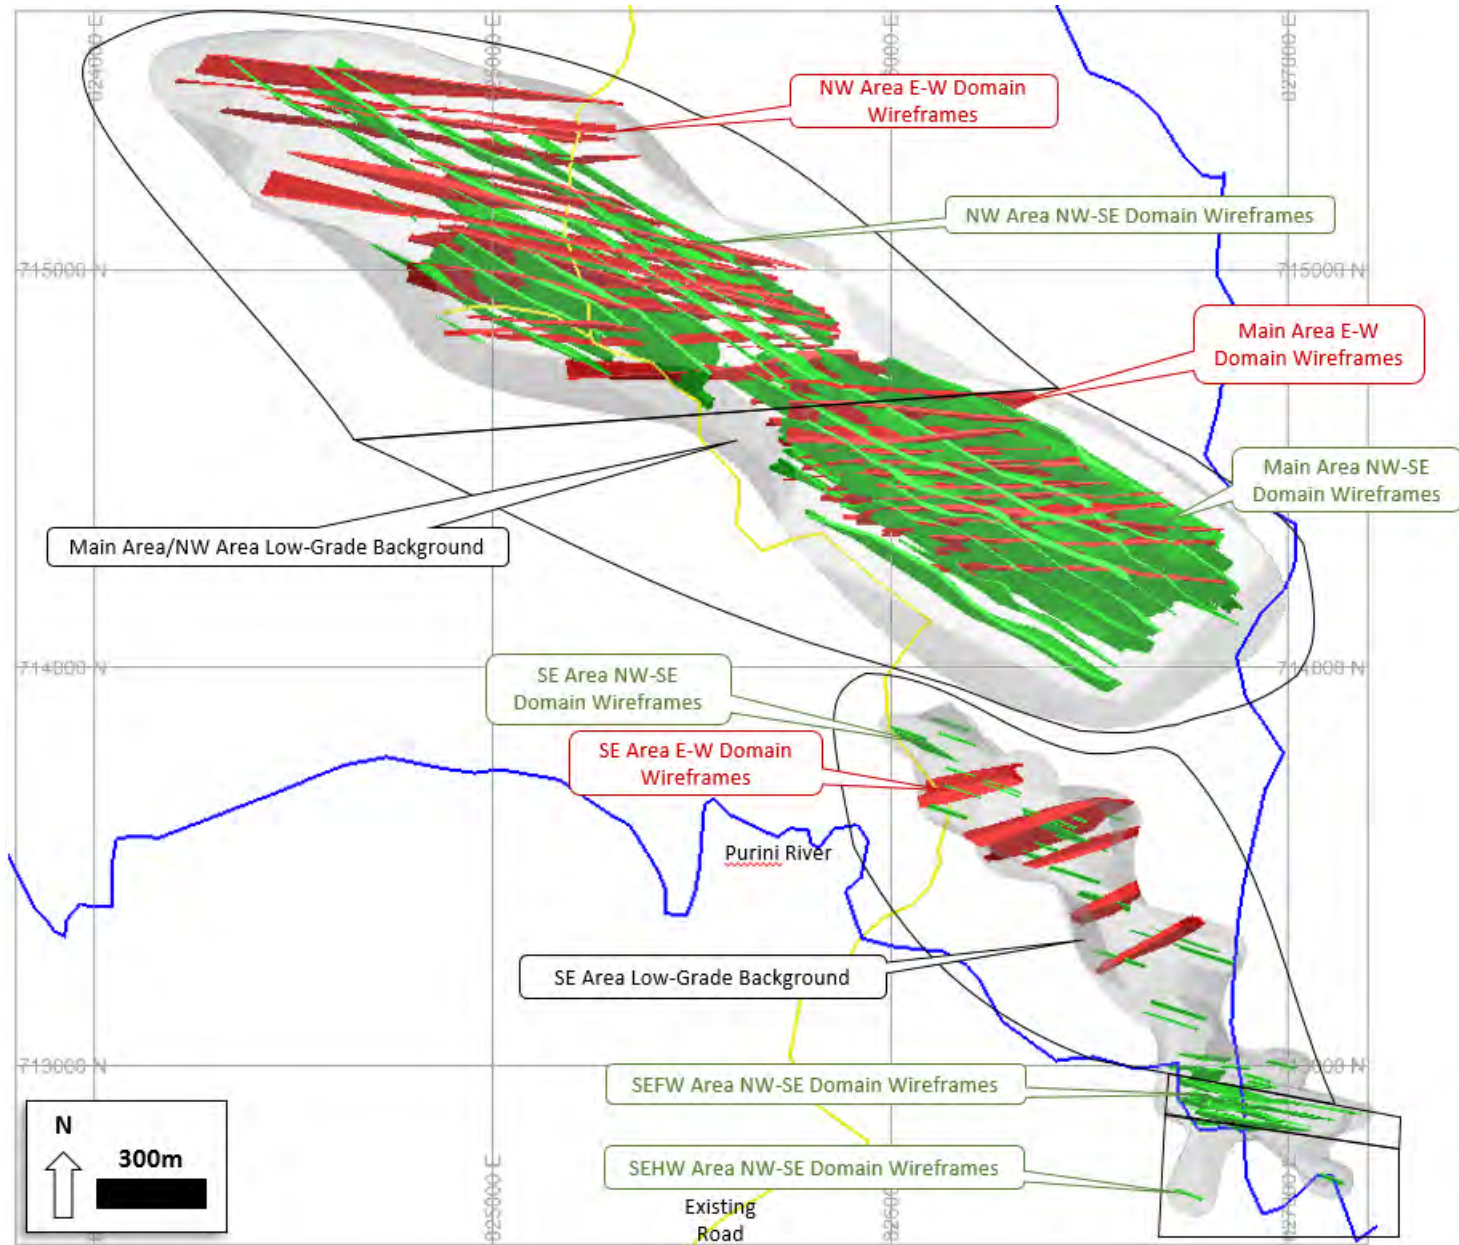 824000 E
NW Area E-W Domain
Wireframes
NW Area NW-SE Domain Wireframes
715000 N
715000 N
Main Area E-W
Domain Wireframes
Main Area NW-SE
Domain Wireframes
Main Area/NW Area Low-Grade Background
714000 N
714000 N
SE Area NW-SE
Domain Wireframes
SE Area E-W Domain
Wireframes
Purini River
SE Area Low-Grade Background
713000 N
SEFW Area NW-SE Domain Wireframes
N
300m
SEHW Area NW-SE Domain Wireframes
825000 E
Existing
Road